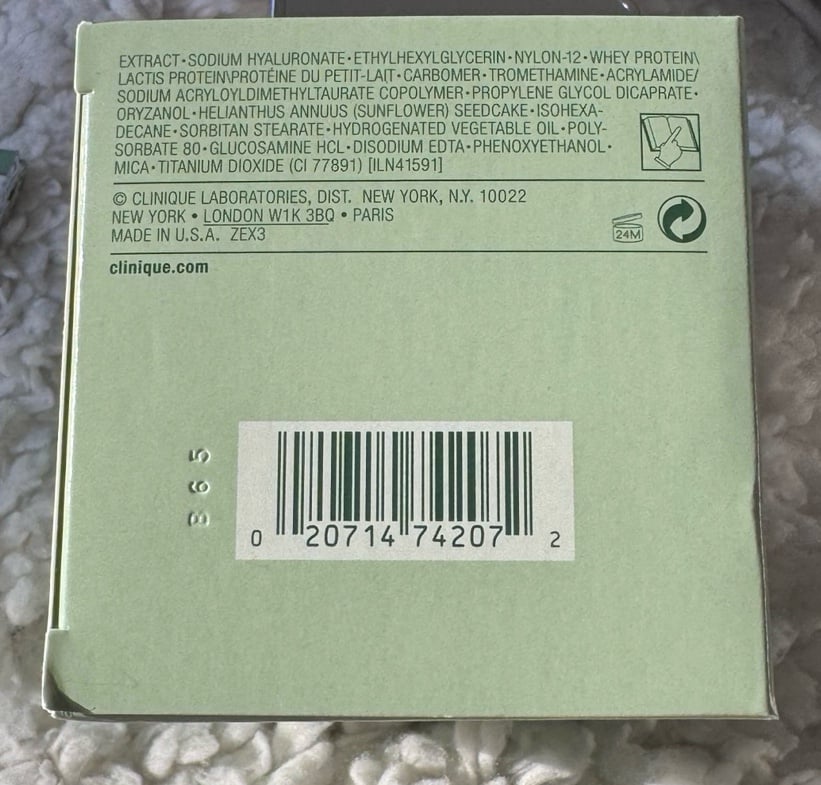 EXTRACT•SODIUM HYALURONATE•ETHYLHEXYLGLYCERIN•NYLON-12•WHEY PROTEIN\
LACTIS PROTEIN\PROTÉINE DU PETIT-LAIT•CARBOMER•TROMETHAMINE•ACRYLAMIDE/
SODIUM ACRYLOYLDIMETHYLTAURATE COPOLYMER•PROPYLENE GLYCOL DICAPRATE•
ORYZANOL•HELIANTHUS ANNUUS (SUNFLOWER) SEEDCAKE•ISOHEXA-
DECANE•SORBITAN STEARATE•HYDROGENATED VEGETABLE OIL•POLY-
SORBATE 80•GLUCOSAMINE HCL•DISODIUM EDTA•PHENOXYETHANOL•
MICA•TITANIUM DIOXIDE (CI 77891) [ILN41591]
© CLINIQUE LABORATORIES, DIST. NEW YORK, N.Y. 10022
NEW YORK • LONDON W1K 3BQ • PARIS
MADE IN U.S.A. ZEX3
24M
clinique.com
B65
0 20714 74207 2